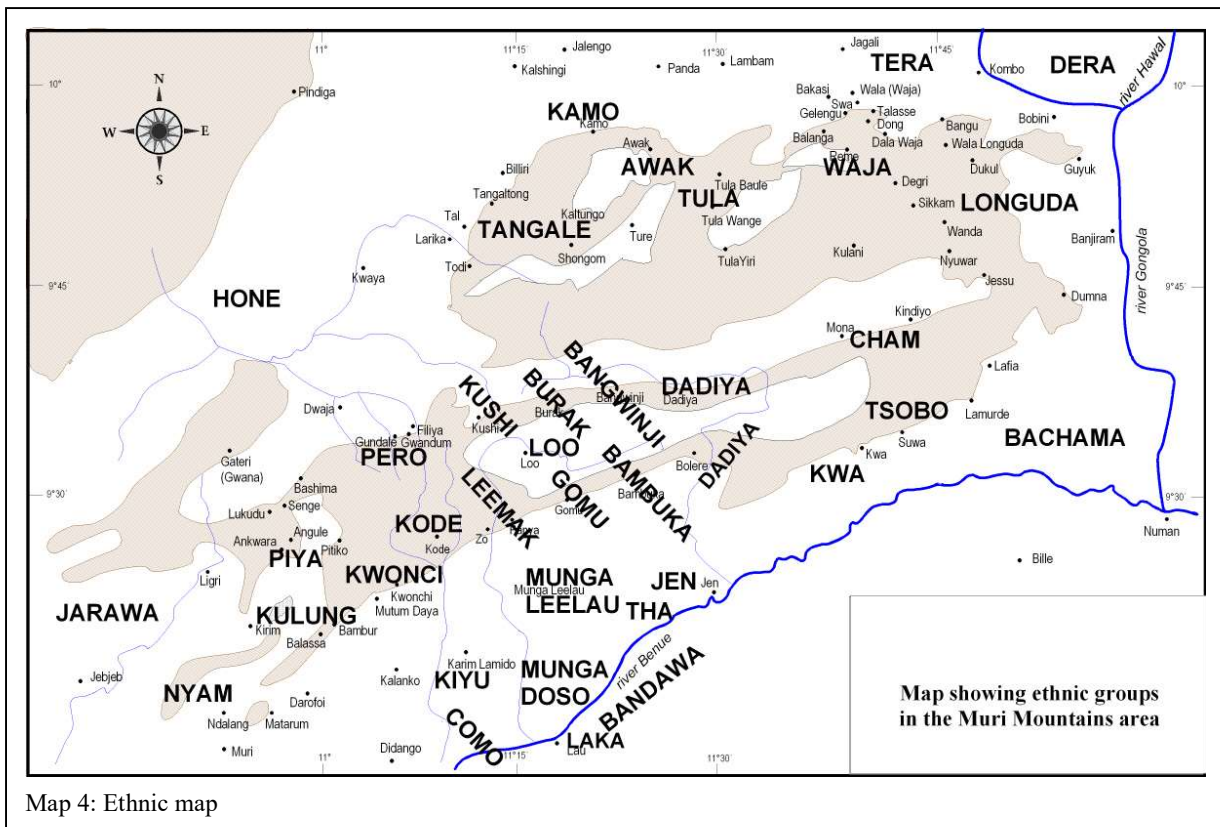 11°
11°15
11°30
11°45
Jalengo
Kalshingi
Panda
Lambam
Jagali
TERA
Kombo
DERA
river Hawal
10°
10°
Pindiga
N
W
E
S
KAMO
Kamo
Bakasi
Wala (Waja)
Swa
Gelengu
Talasse
Dong
Balanga
Dala Waja
Bangu
Bobini
Awak
AWAK
Reme
WAJA
Wala Longuda
Dukul
Guyuk
Billiri
Tula Baule
TULA
Degri
Tangaltong
Kaltungo
Tula Wange
Sikkam
LONGUDA
Tal
TANGALE
Ture
Wanda
Banjiram
Larika
Shongom
TulaYiri
Kulani
Nyuwar
Todi
Kwaya
Jessu
river Gongola
HONE
9°45
9°45
Dumna
Kindiyo
Mona
CHAM
BANGWINJI
Bangwinji
Lafia
KUSHI
Kushi
BURAK
Burak
DADIYA
Dadiya
Dwaja
TSOBO
Lamurde
Filiya
Gundale
Gwandum
PERO
LOO
Loo
BACHAMA
Suwa
Kwa
KWA
Gateri
(Gwana)
Bolere
DADIYA
BAMBUKA
Bambuka
9°30
9°30
Bashima
LEEMAK
GOMU
Gomu
Lukudu
Senge
KODE
Kode
Zo
Numan
Ankwara
Angule
Pitiko
PIYA
Bille
Ligri
KWONCI
Kwonchi
Mutum Daya
MUNGA
LEELAU
Munga Leelau
JEN
Jen
THA
JARAWA
KULUNG
Kirim
Bambur
Balassa
Karim Lamido
KIYU
Kalanko
MUNGA
DOSO
river Benue
BANDAWA
Jebjeb
NYAM
Darofoi
Ndalang
Matarum
Map showing ethnic groups
in the Muri Mountains area
Muri
Didango
COMO
LAKA
Lau
11°
11°15
11°30
Map 4: Ethnic map